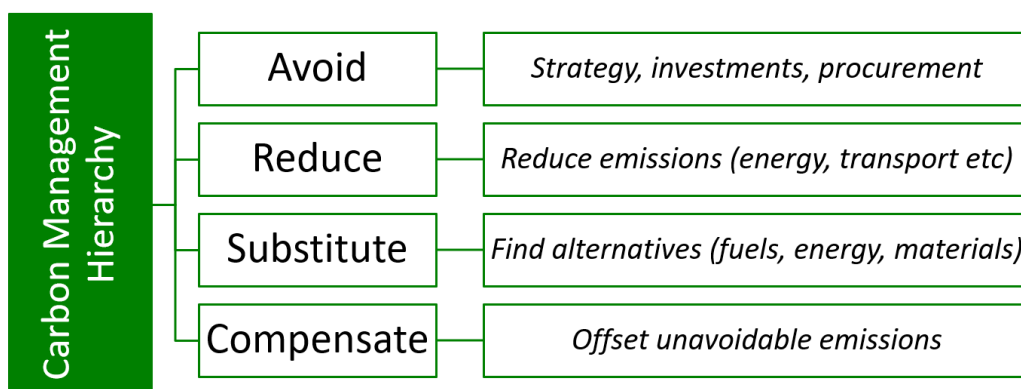 Carbon Management
Hierarchy
Avoid
Strategy, investments, procurement
Reduce
Reduce emissions (energy, transport etc)
Substitute
Find alternatives (fuels, energy, materials)
Compensate
Offset unavoidable emissions